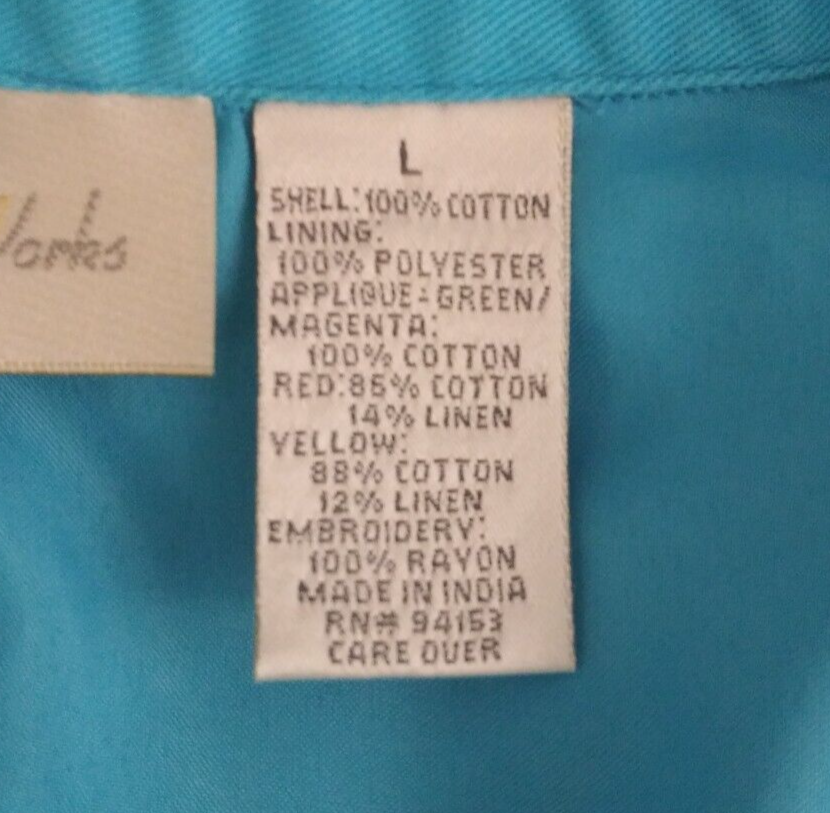 Works
L
SHELL:100% COTTON
LINING:
100% POLYESTER
APPLIQUE-GREEN/
MAGENTA:
100% COTTON
RED:86% COTTON
14% LINEN
YELLOW:
88% COTTON
12% LINEN
EMBROIDERY:
100% RAYON
MADE IN INDIA
RN# 94153
CARE OVER